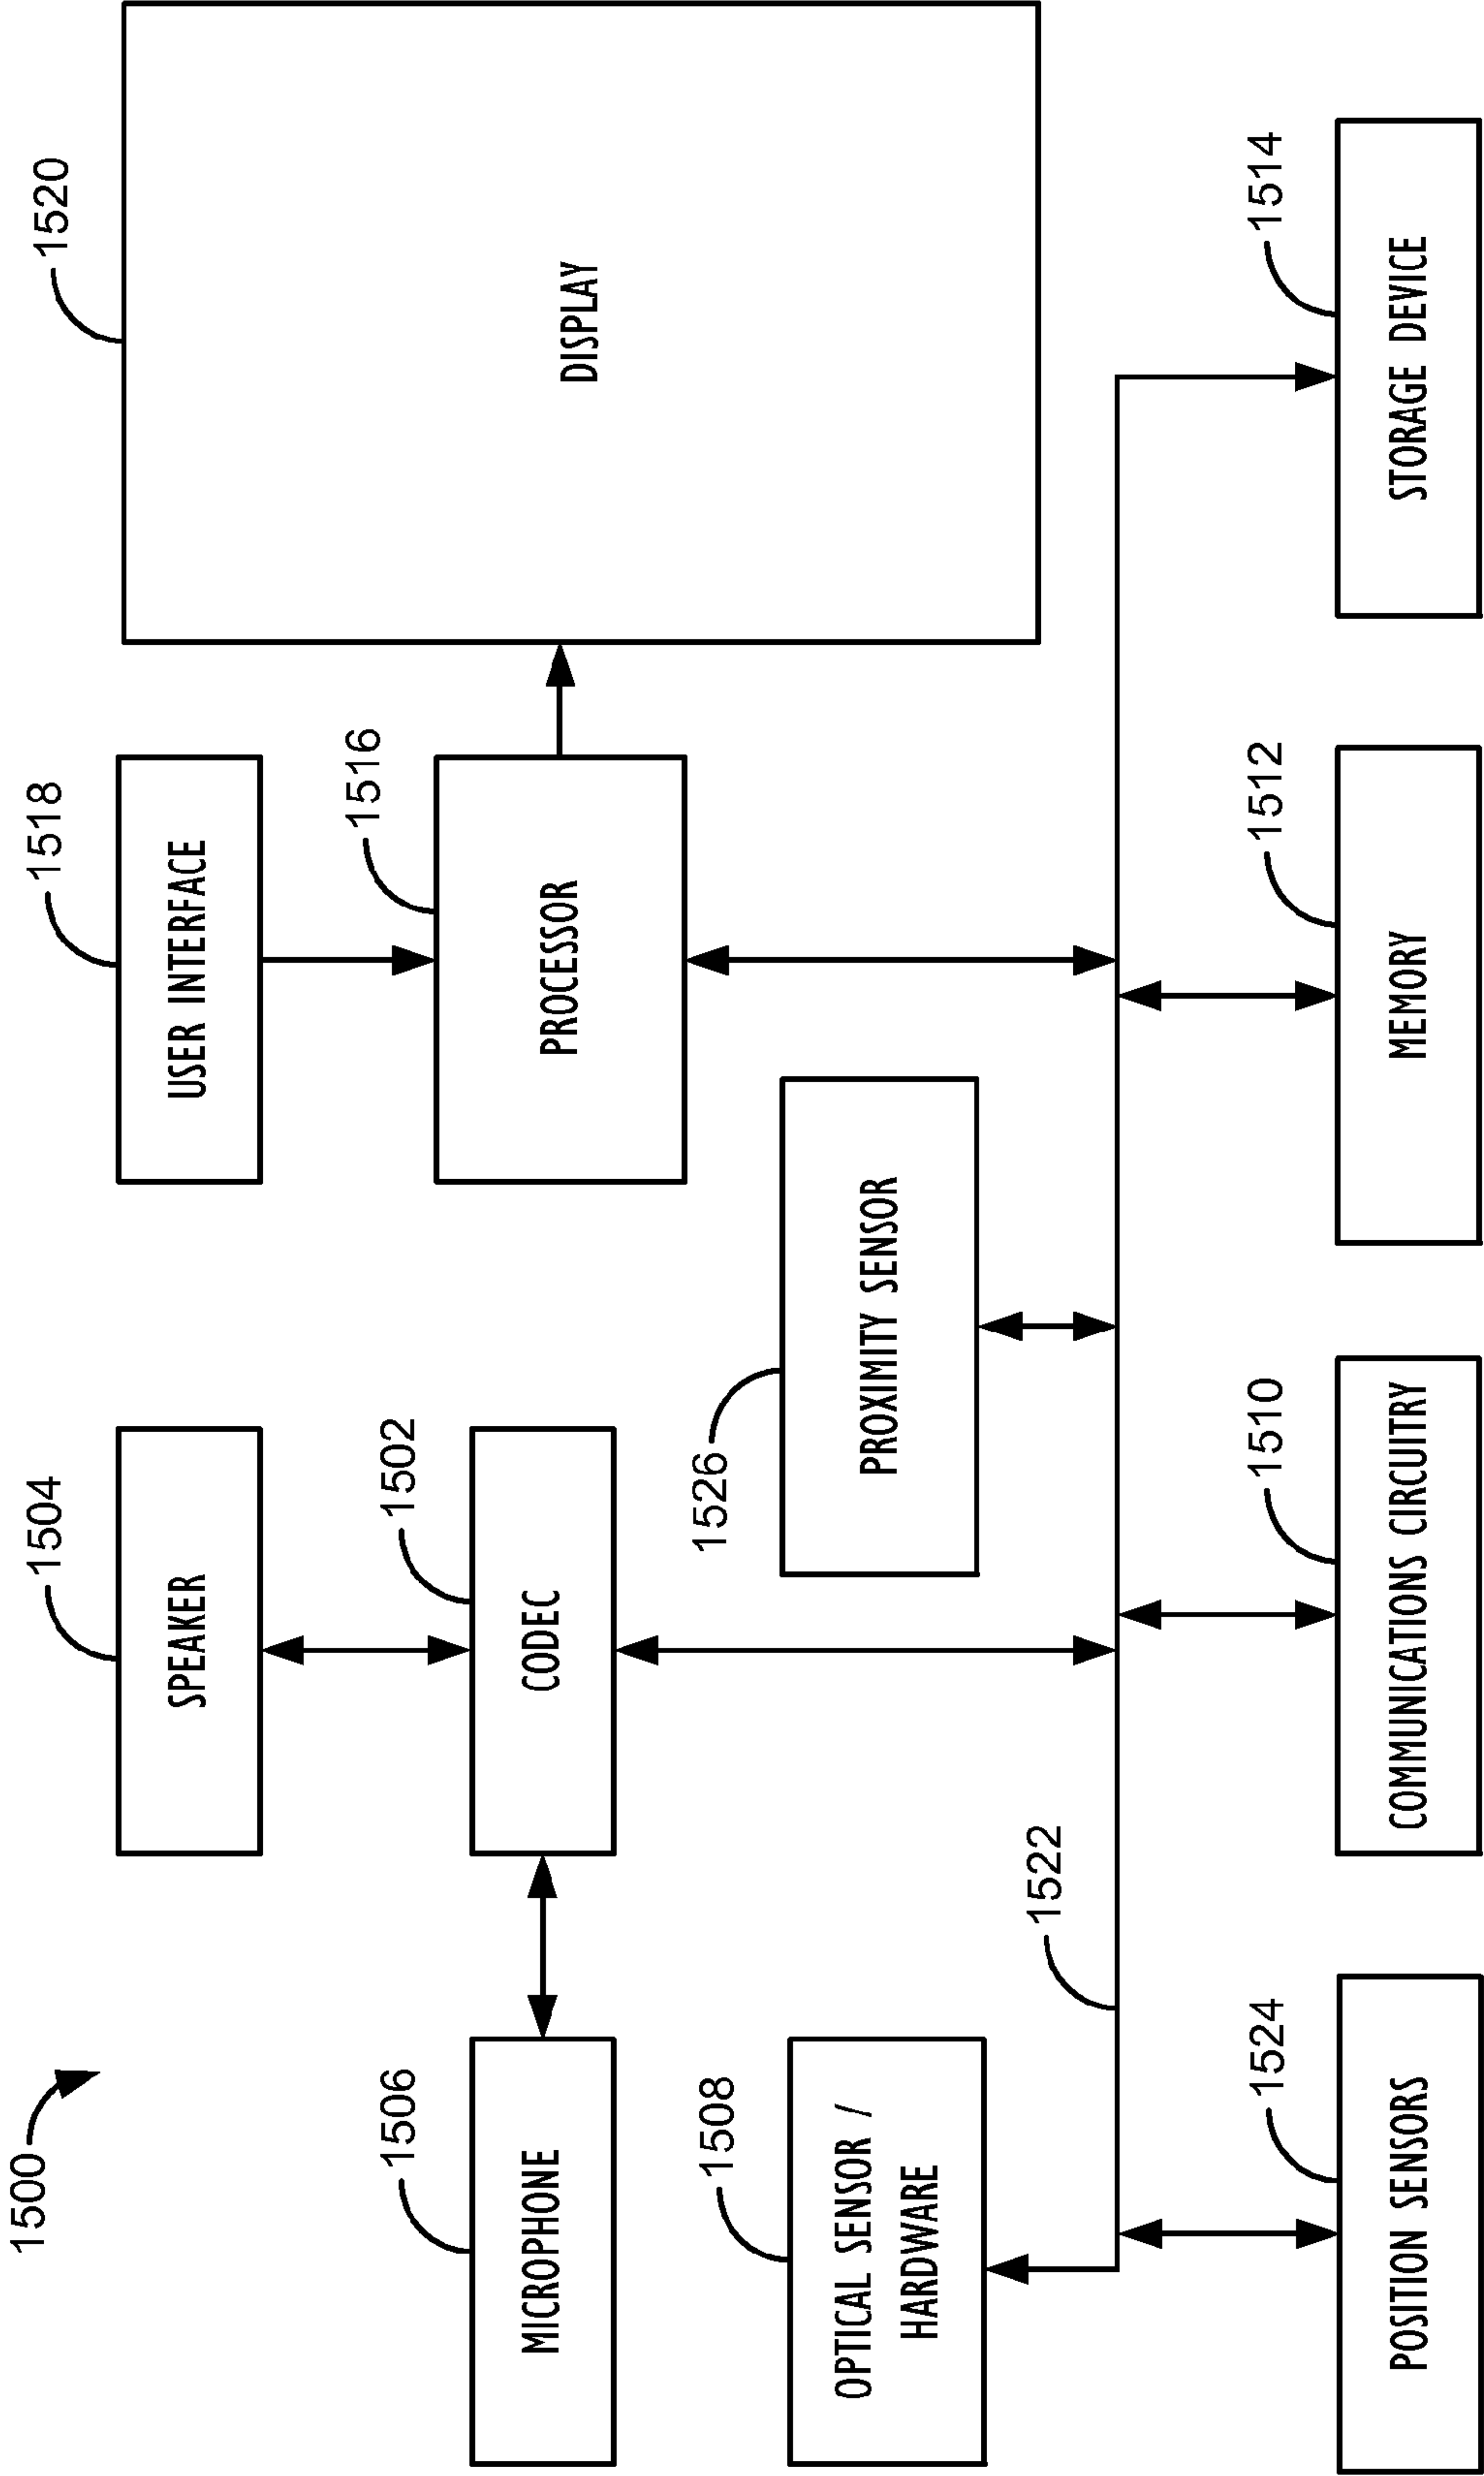 1500
1504
SPEAKER
1518
USER INTERFACE
1520
DISPLAY
1506
MICROPHONE
1502
CODEC
1516
PROCESSOR
1508
OPTICAL SENSOR /
HARDWARE
1526
PROXIMITY SENSOR
1522
1524
POSITION SENSORS
1510
COMMUNICATIONS CIRCUITRY
1512
MEMORY
1514
STORAGE DEVICE